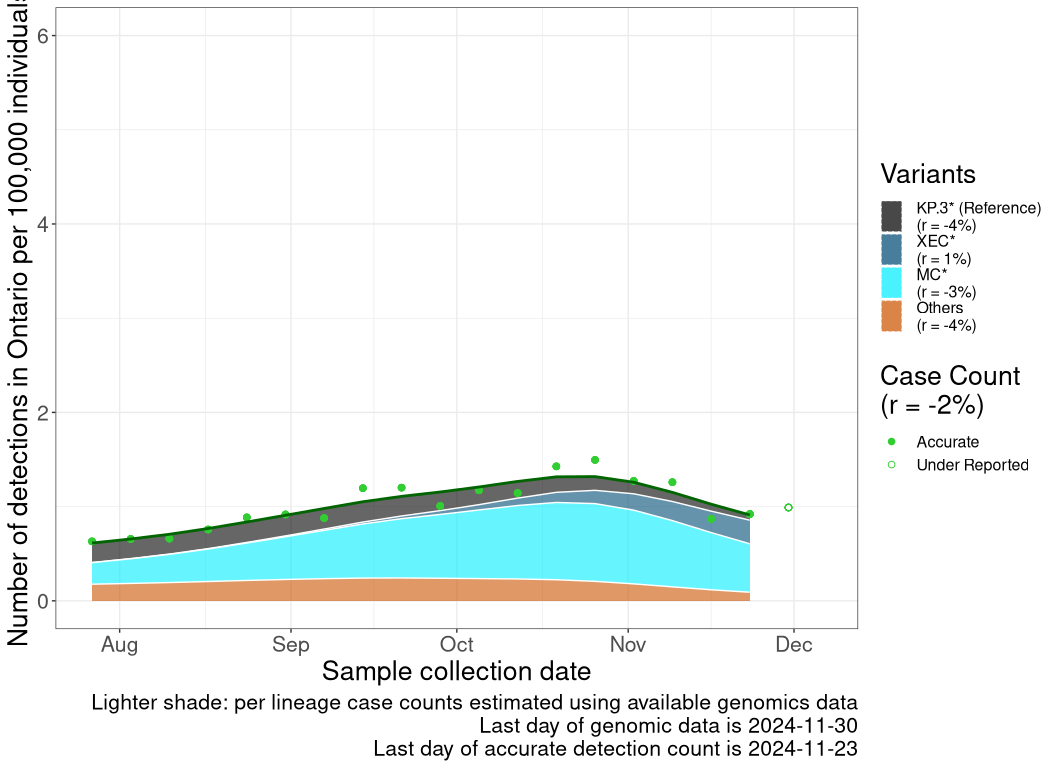 Number of detections in Ontario per 100,000 individuals
6
4
2
0
Aug Sep Oct Nov Dec
Sample collection date
Lighter shade: per lineage case counts estimated using available genomics data
Last day of genomic data is 2024-11-30
Last day of accurate detection count is 2024-11-23
Variants
KP.3* (Reference)
(r = -4%)
XEC*
(r = 1%)
MC*
(r = -3%)
Others
(r = -4%)
Case Count
(r = -2%)
Accurate
Under Reported